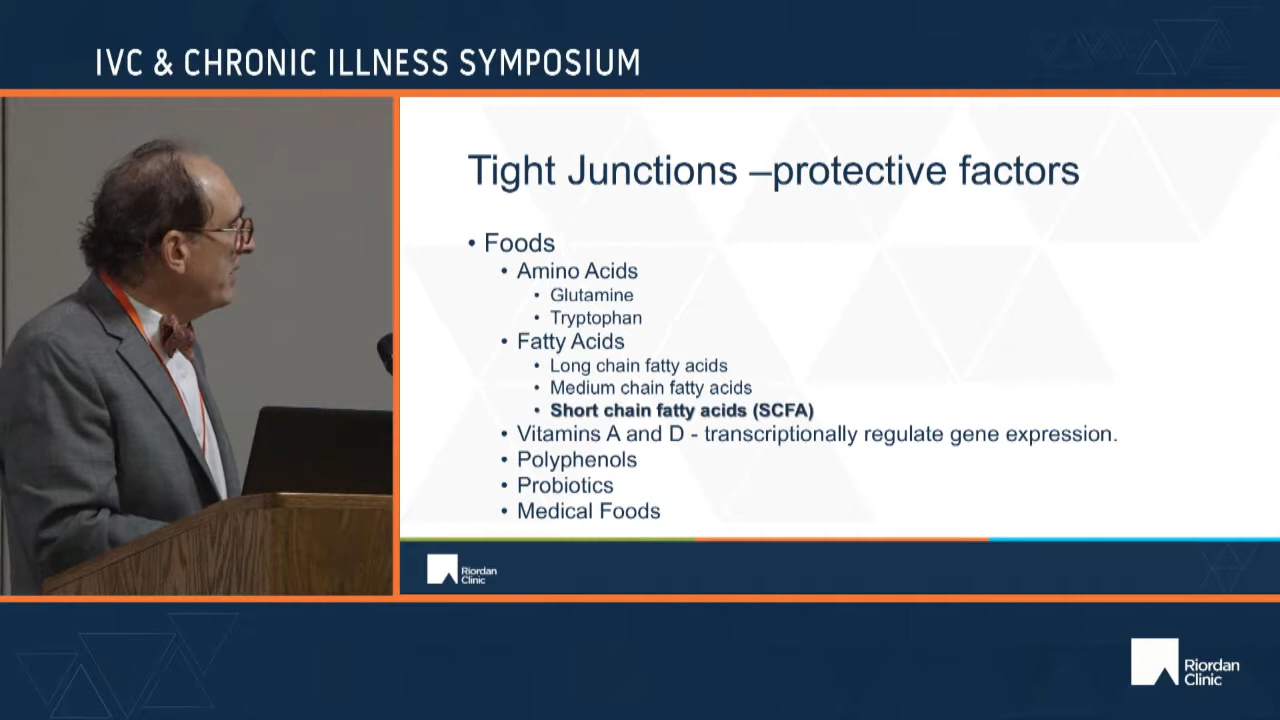 IVC & CHRONIC ILLNESS SYMPOSIUM
Tight Junctions –protective factors
• Foods
• Amino Acids
• Glutamine
• Tryptophan
• Fatty Acids
• Long chain fatty acids
• Medium chain fatty acids
• Short chain fatty acids (SCFA)
• Vitamins A and D - transcriptionally regulate gene expression.
• Polyphenols
• Probiotics
• Medical Foods
Riordan
Clinic
Riordan
Clinic